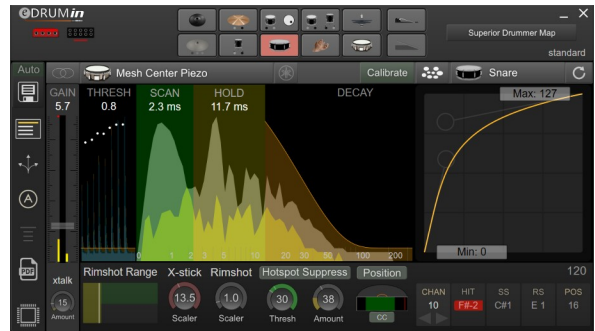 eDRUMin
Superior Drummer Map
standard
Auto
Mesh Center Piezo
Calibrate
Snare
GAIN
5.7
THRESH
0.8
SCAN
2.3 ms
HOLD
11.7 ms
DECAY
Max: 127
Min: 0
0 1 2 3 5 10 20 30 50 100 200
A
PDF
xtalk
15
Amount
Rimshot Range
X-stick
Rimshot
Hotspot Suppress
Position
120
13.5
Scaler
1.0
Scaler
30
Thresh
38
Amount
CC
CHAN HIT SS RS POS
10 F#-2 C#1 E 1 16